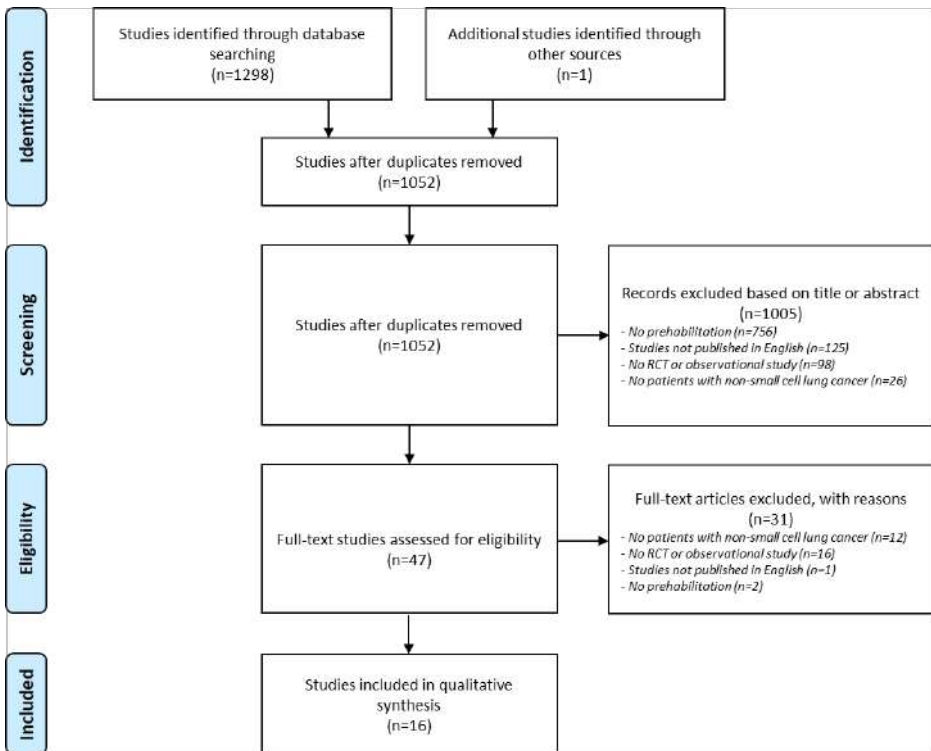 Identification
Studies identified through database
searching
(n=1298)
Additional studies identified through
other sources
(n=1)
Studies after duplicates removed
(n=1052)
Screening
Studies after duplicates removed
(n=1052)
Records excluded based on title or abstract
(n=1005)
- No prehabilitation (n=756)
- Studies not published in English (n=125)
- No RCT or observational study (n=98)
- No patients with non-small cell lung cancer (n=26)
Eligibility
Full-text studies assessed for eligibility
(n=47)
Full-text articles excluded, with reasons
(n=31)
- No patients with non-small cell lung cancer (n=12)
- No RCT or observational study (n=16)
- Studies not published in English (n=1)
- No prehabilitation (n=2)
Included
Studies included in qualitative
synthesis
(n=16)